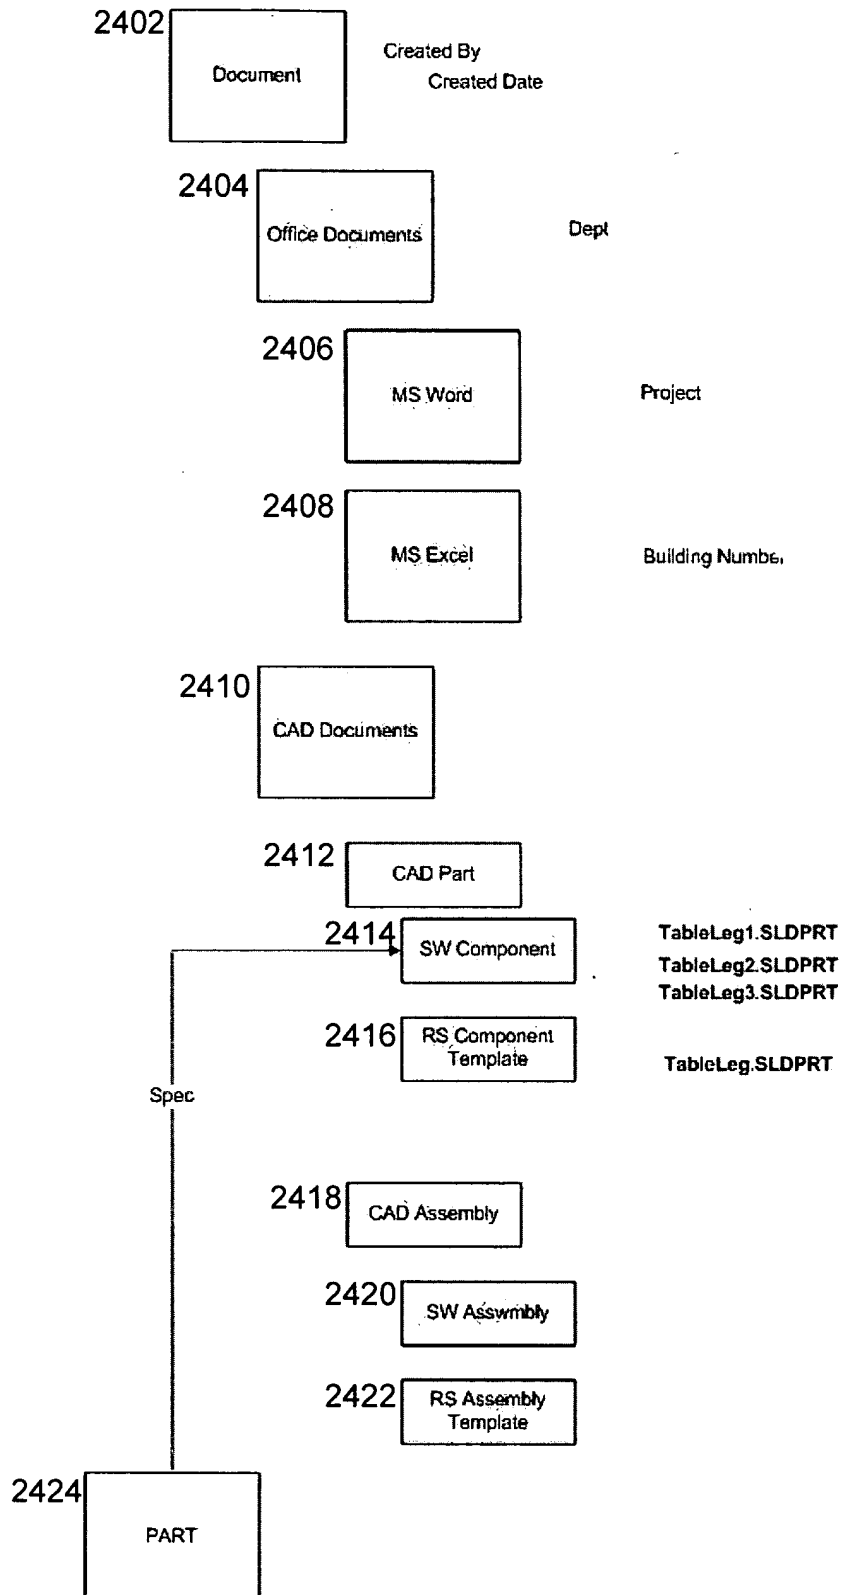 2402
Document
Created By
Created Date
2404
Office Documents
Dept
2406
MS Word
Project
2408
MS Excel
Building Number
2410
CAD Documents
2412
CAD Part
2414
SW Component
TableLeg1.SLDPRT
TableLeg2.SLDPRT
TableLeg3.SLDPRT
2416
RS Component
Template
TableLeg.SLDPRT
Spec
2418
CAD Assembly
2420
SW Asswmbly
2422
RS Assembly
Template
2424
PART